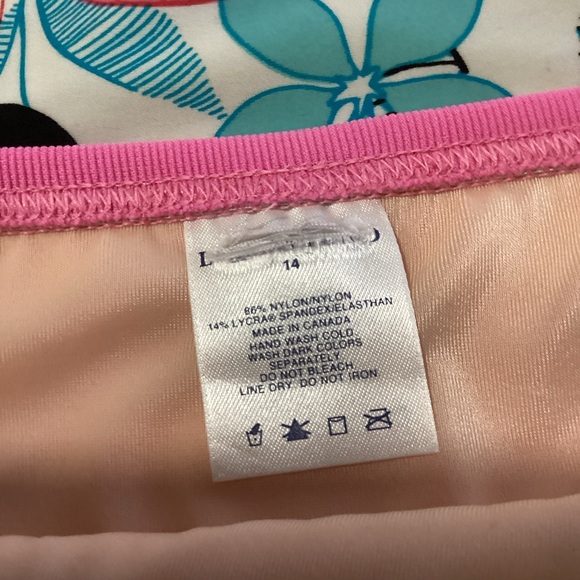 14
86% NYLON/NYLON
14% LYCRA® SPANDEX/ELASTHAN
MADE IN CANADA
HAND WASH COLD
WASH DARK COLORS
SEPARATELY
DO NOT BLEACH
LINE DRY DO NOT IRON